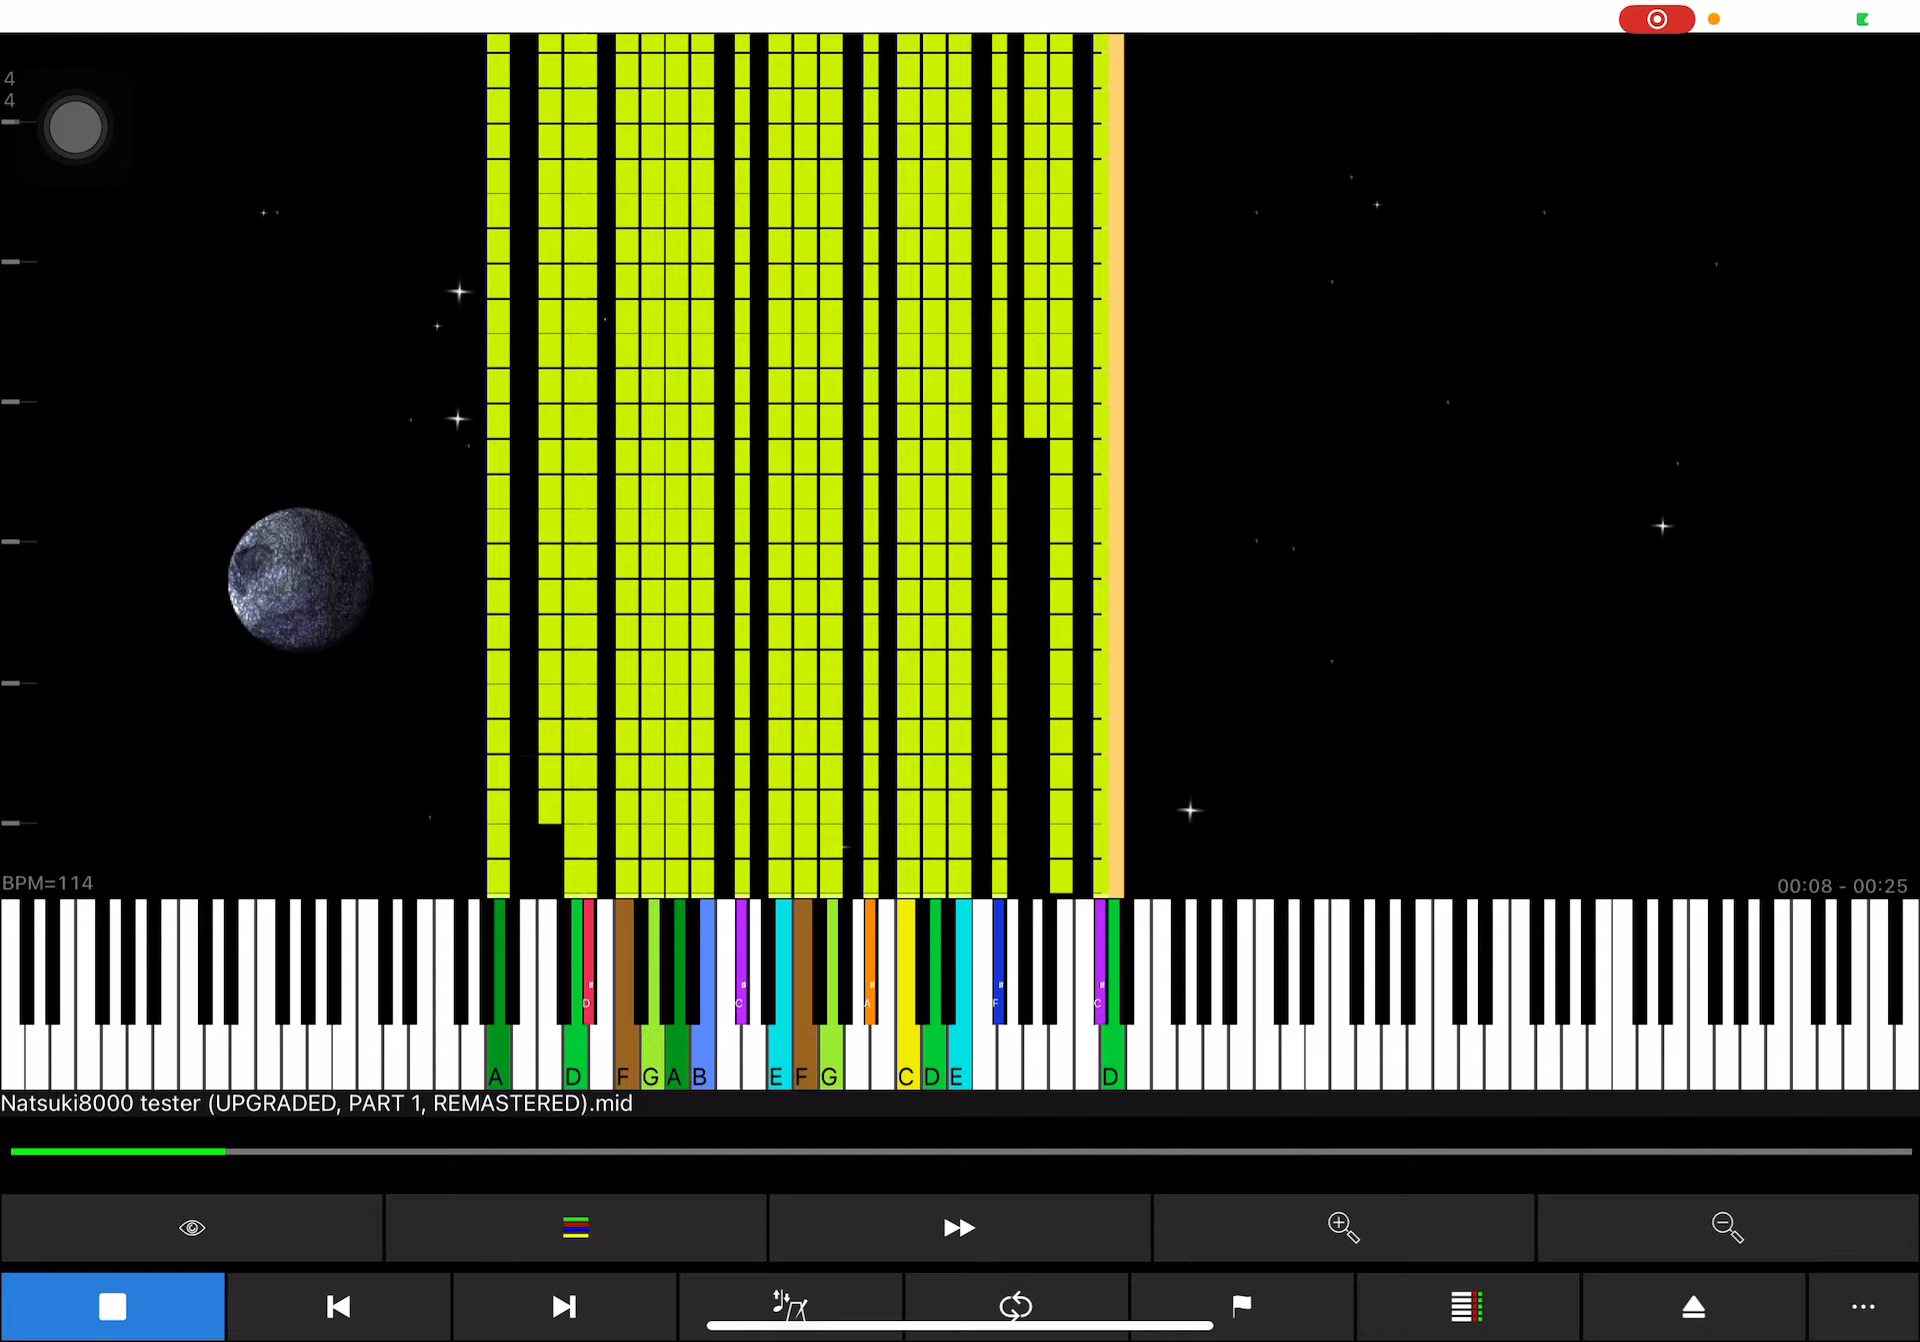 4
4
BPM=114
00:08 - 00:25
D# C# A# F# C#
A D F G A B E F G C D E D
Natsuki8000 tester (UPGRADED, PART 1, REMASTERED).mid